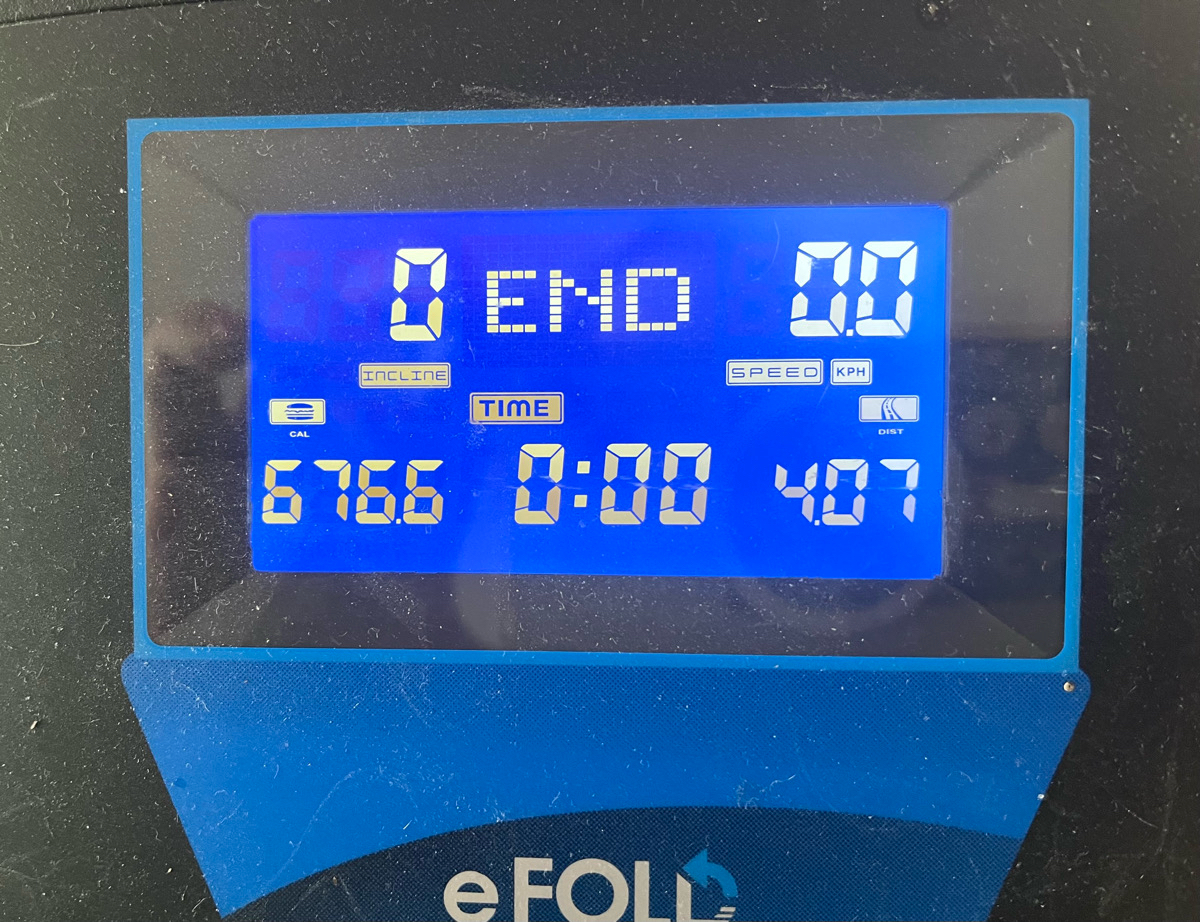 0 END 0.0
INCLINE SPEED KPH
TIME
CAL DIST
676.6 0:00 4.07
eFOLD